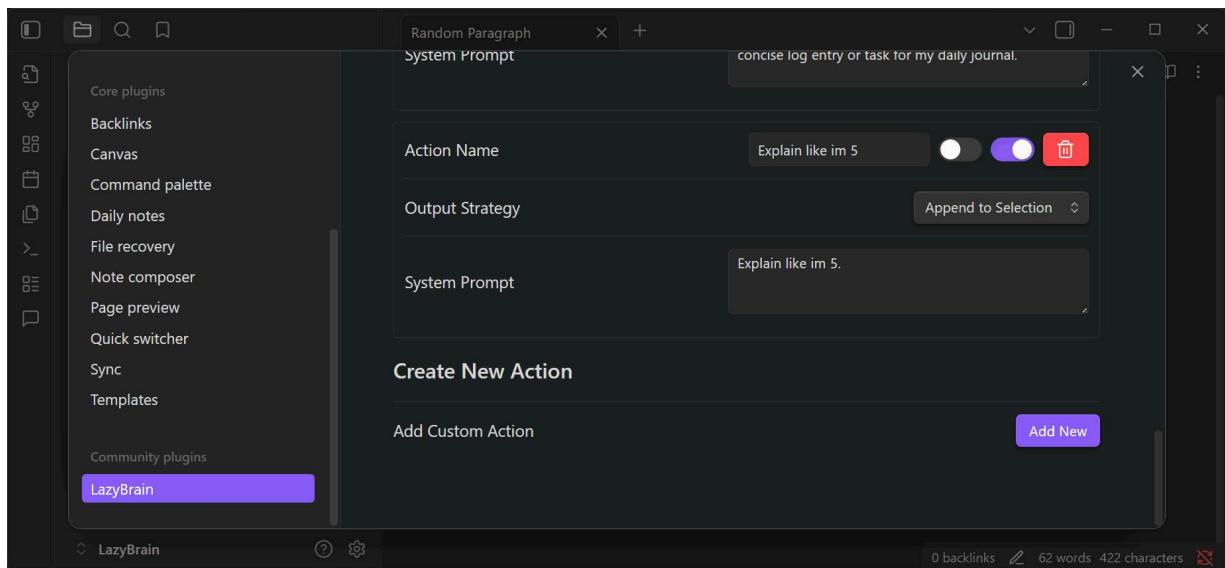 Random Paragraph
System Prompt
concise log entry or task for my daily journal.
Core plugins
Backlinks
Canvas
Command palette
Daily notes
File recovery
Note composer
Page preview
Quick switcher
Sync
Templates
Community plugins
LazyBrain
Action Name
Explain like im 5
Output Strategy
Append to Selection
System Prompt
Explain like im 5.
Create New Action
Add Custom Action
Add New
LazyBrain
0 backlinks 62 words 422 characters